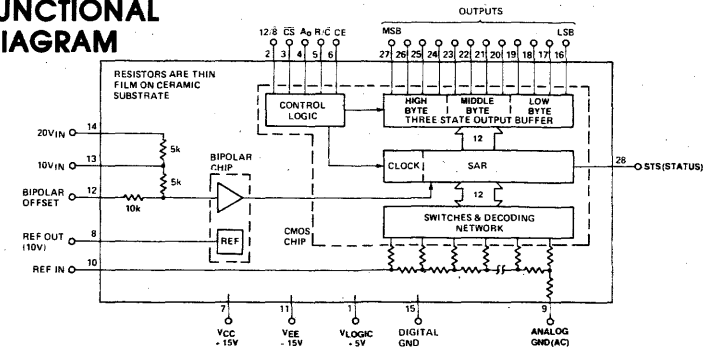 UNCTIONAL
IAGRAM
OUTPUTS
12/8 CS A₀ R/C CE
MSB
LSB
2 3 4 5 6
27 26 25 24 23 22 21 20 19 18 17 16
RESISTORS ARE THIN
FILM ON CERAMIC
SUBSTRATE
CONTROL
LOGIC
HIGH
BYTE
MIDDLE
BYTE
LOW
BYTE
THREE STATE OUTPUT BUFFER
12
20VIN 14
5k
10VIN 13
5k
BIPOLAR
CHIP
CLOCK
SAR
28
STS(STATUS)
BIPOLAR
OFFSET
12
10k
12
SWITCHES & DECODING
NETWORK
CMOS
CHIP
REF OUT
(10V)
8
REF
REF IN 10
7
VCC
- 15V
11
VEE
- 15V
1
VLOGIC
- 5V
15
DIGITAL
GND
9
ANALOG
GND(AC)